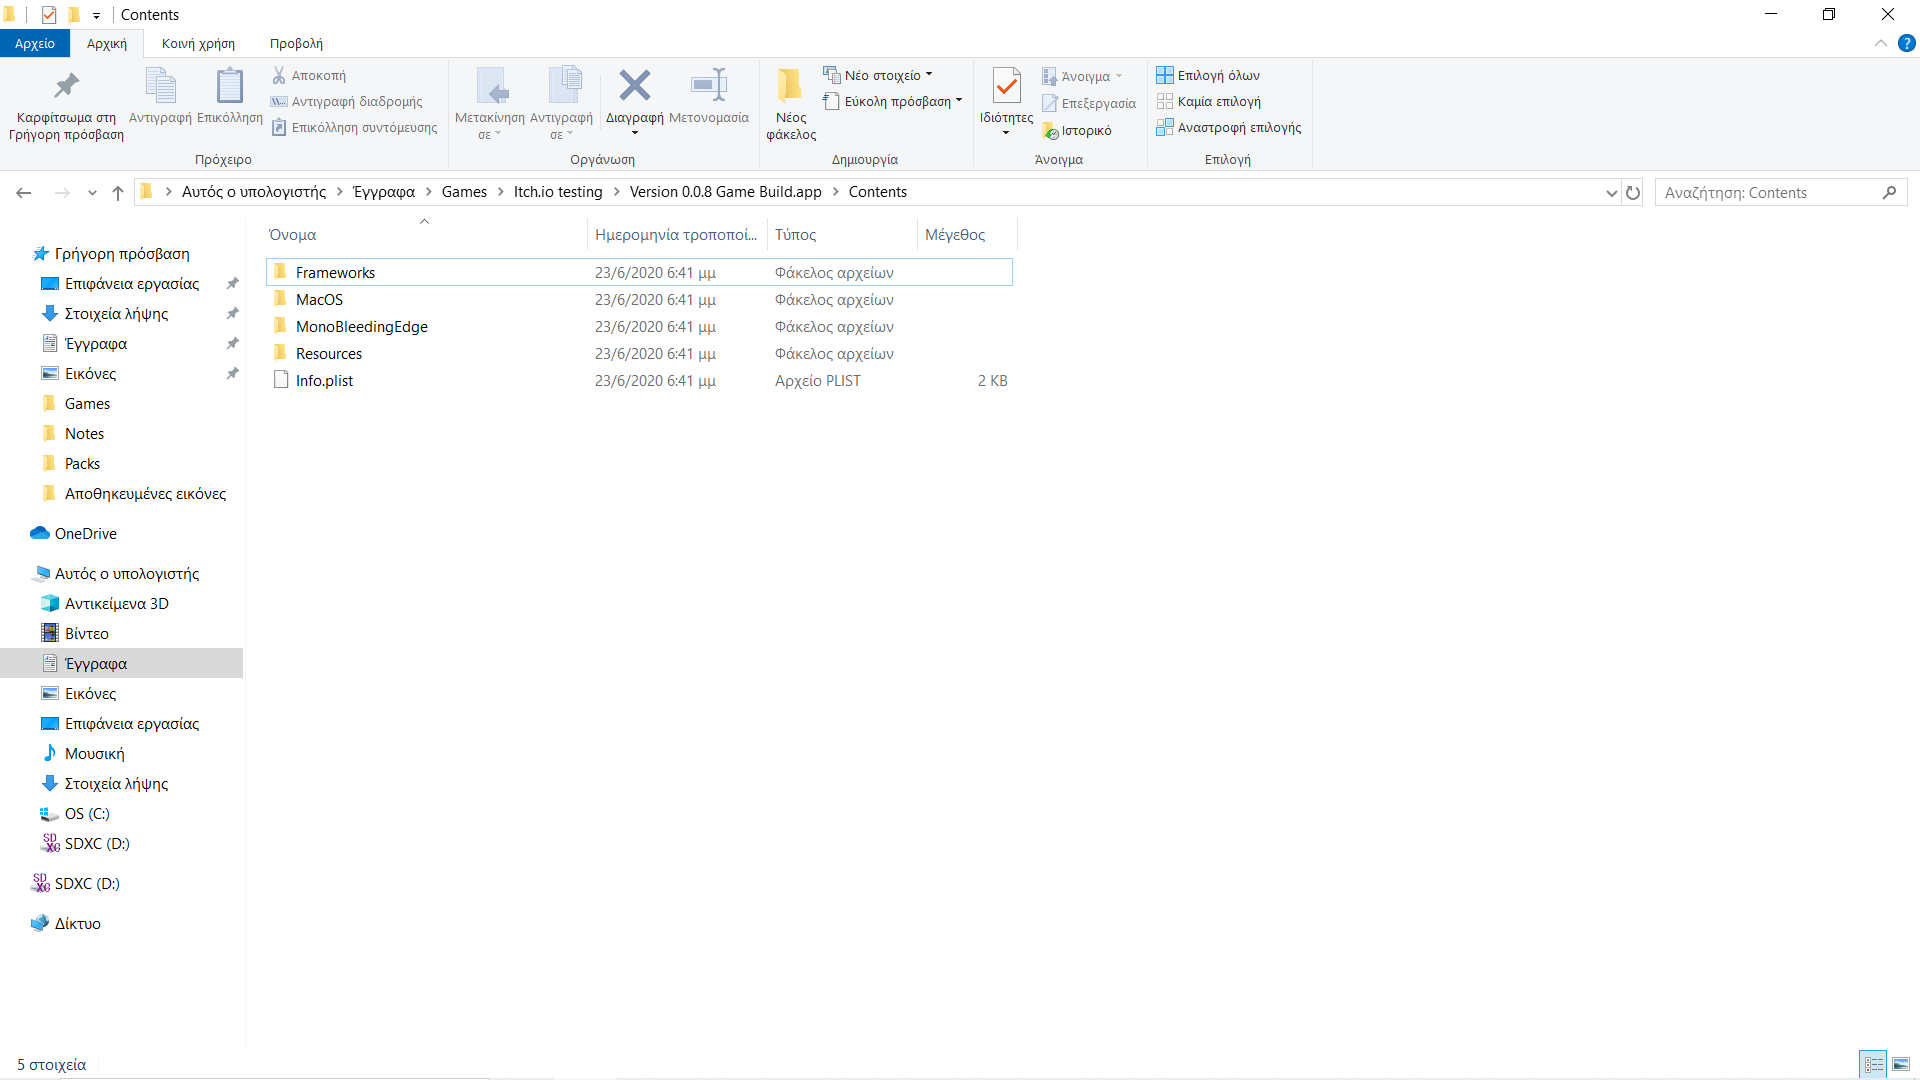 Contents
Αρχείο Αρχική Κοινή χρήση Προβολή
Καρφίτσωμα στη
Γρήγορη πρόσβαση
Αντιγραφή
Επικόλληση
Αποκοπή
Αντιγραφή διαδρομής
Επικόλληση συντόμευσης
Πρόχειρο
Μετακίνηση
σε
Αντιγραφή
σε
Διαγραφή
Μετονομασία
Οργάνωση
Νέος
φάκελος
Νέο στοιχείο
Εύκολη πρόσβαση
Δημιουργία
Ιδιότητες
Άνοιγμα
Επεξεργασία
Ιστορικό
Άνοιγμα
Επιλογή όλων
Καμία επιλογή
Αναστροφή επιλογής
Επιλογή
Αυτός ο υπολογιστής > Έγγραφα > Games > Itch.io testing > Version 0.0.8 Game Build.app > Contents
Αναζήτηση: Contents
Γρήγορη πρόσβαση
Επιφάνεια εργασίας
Στοιχεία λήψης
Έγγραφα
Εικόνες
Games
Notes
Packs
Αποθηκευμένες εικόνες
OneDrive
Αυτός ο υπολογιστής
Αντικείμενα 3D
Βίντεο
Έγγραφα
Εικόνες
Επιφάνεια εργασίας
Μουσική
Στοιχεία λήψης
OS (C:)
SDXC (D:)
SDXC (D:)
Δίκτυο
Όνομα Ημερομηνία τροποποί... Τύπος Μέγεθος
Frameworks 23/6/2020 6:41 μμ Φάκελος αρχείων
MacOS 23/6/2020 6:41 μμ Φάκελος αρχείων
MonoBleedingEdge 23/6/2020 6:41 μμ Φάκελος αρχείων
Resources 23/6/2020 6:41 μμ Φάκελος αρχείων
Info.plist 23/6/2020 6:41 μμ Αρχείο PLIST 2 KB
5 στοιχεία